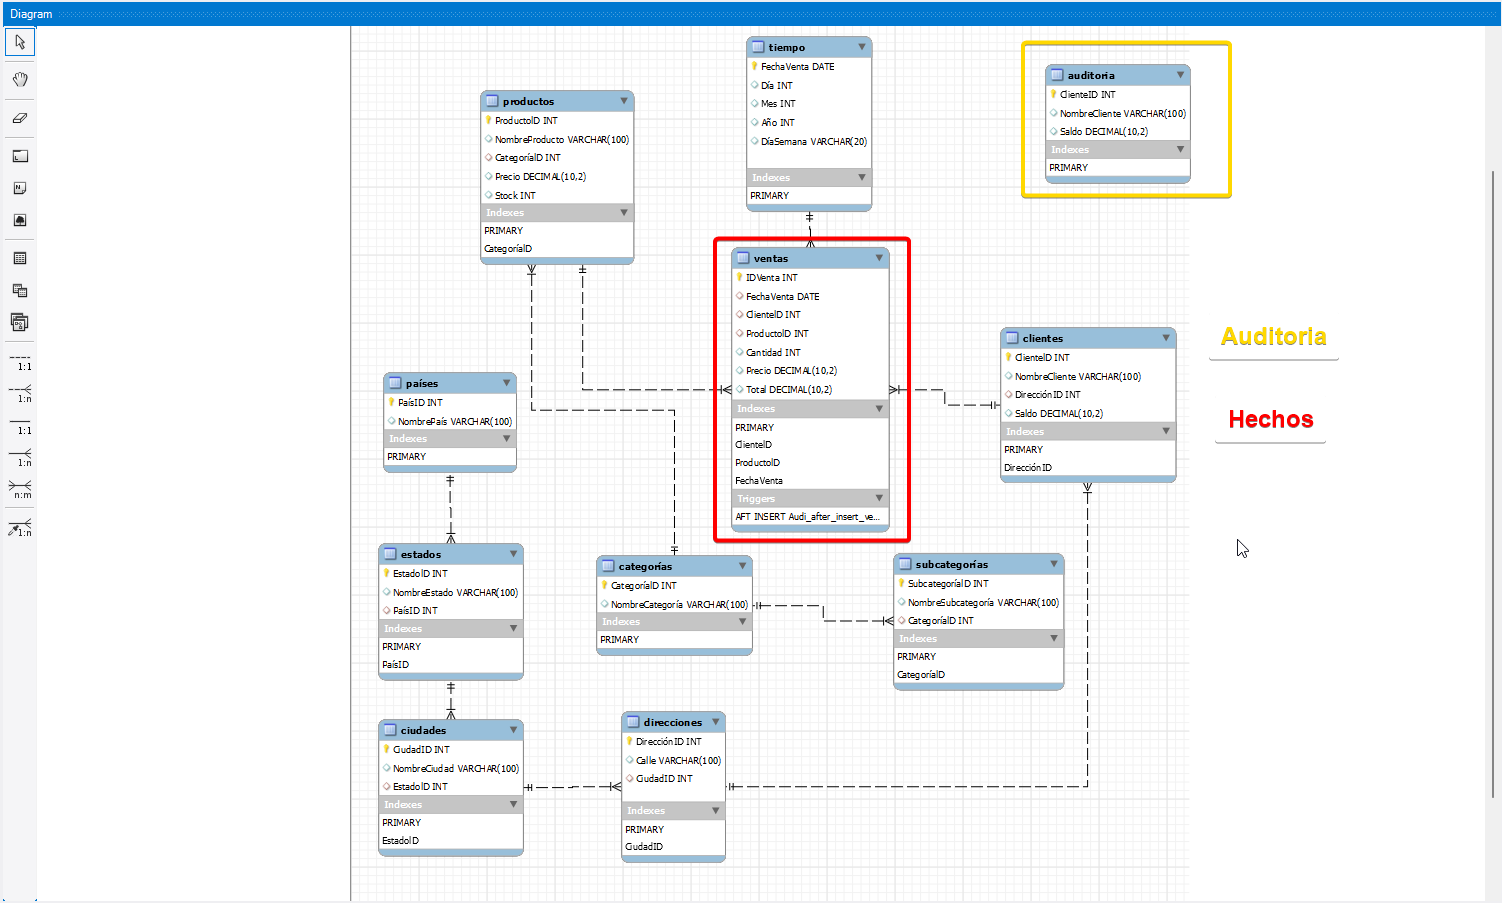 Diagram
1:1
1:n
1:1
1:n
n:m
1:n
tiempo
FechaVenta DATE
Día INT
Mes INT
Año INT
DíaSemana VARCHAR(20)
Indexes
PRIMARY
auditoria
ClienteID INT
NombreCliente VARCHAR(100)
Saldo DECIMAL(10,2)
Indexes
PRIMARY
productos
ProductoID INT
NombreProducto VARCHAR(100)
CategoríaID INT
Precio DECIMAL(10,2)
Stock INT
Indexes
PRIMARY
CategoríaID
ventas
IDVenta INT
FechaVenta DATE
ClienteID INT
ProductoID INT
Cantidad INT
Precio DECIMAL(10,2)
Total DECIMAL(10,2)
Indexes
PRIMARY
ClienteID
ProductoID
FechaVenta
Triggers
AFT INSERT Audi_after_insert_ve...
clientes
ClienteID INT
NombreCliente VARCHAR(100)
DirecciónID INT
Saldo DECIMAL(10,2)
Indexes
PRIMARY
DirecciónID
Auditoria
Hechos
países
PaísID INT
NombrePaís VARCHAR(100)
Indexes
PRIMARY
estados
EstadoID INT
NombreEstado VARCHAR(100)
PaísID INT
Indexes
PRIMARY
PaísID
categorías
CategoríaID INT
NombreCategoría VARCHAR(100)
Indexes
PRIMARY
subcategorías
SubcategoríaID INT
NombreSubcategoría VARCHAR(100)
CategoríaID INT
Indexes
PRIMARY
CategoríaID
ciudades
CiudadID INT
NombreCiudad VARCHAR(100)
EstadoID INT
Indexes
PRIMARY
EstadoID
direcciones
DirecciónID INT
Calle VARCHAR(100)
CiudadID INT
Indexes
PRIMARY
CiudadID